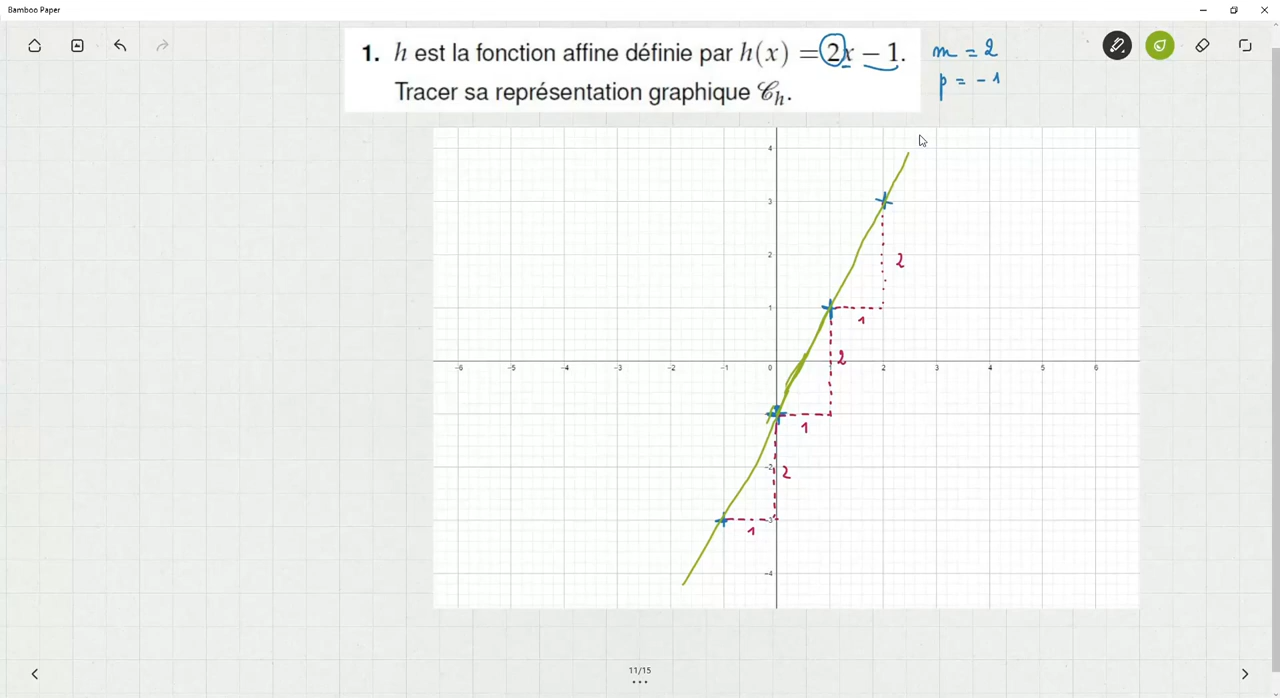 Bamboo Paper
1. h est la fonction affine définie par h(x) = 2x − 1.
m = 2
Tracer sa représentation graphique 𝒞h.
p = −1
4
3
2
2
1
1
2
−6 −5 −4 −3 −2 −1 0 2 3 4 5 6
1
−2
2
−3
1
−4
11/15